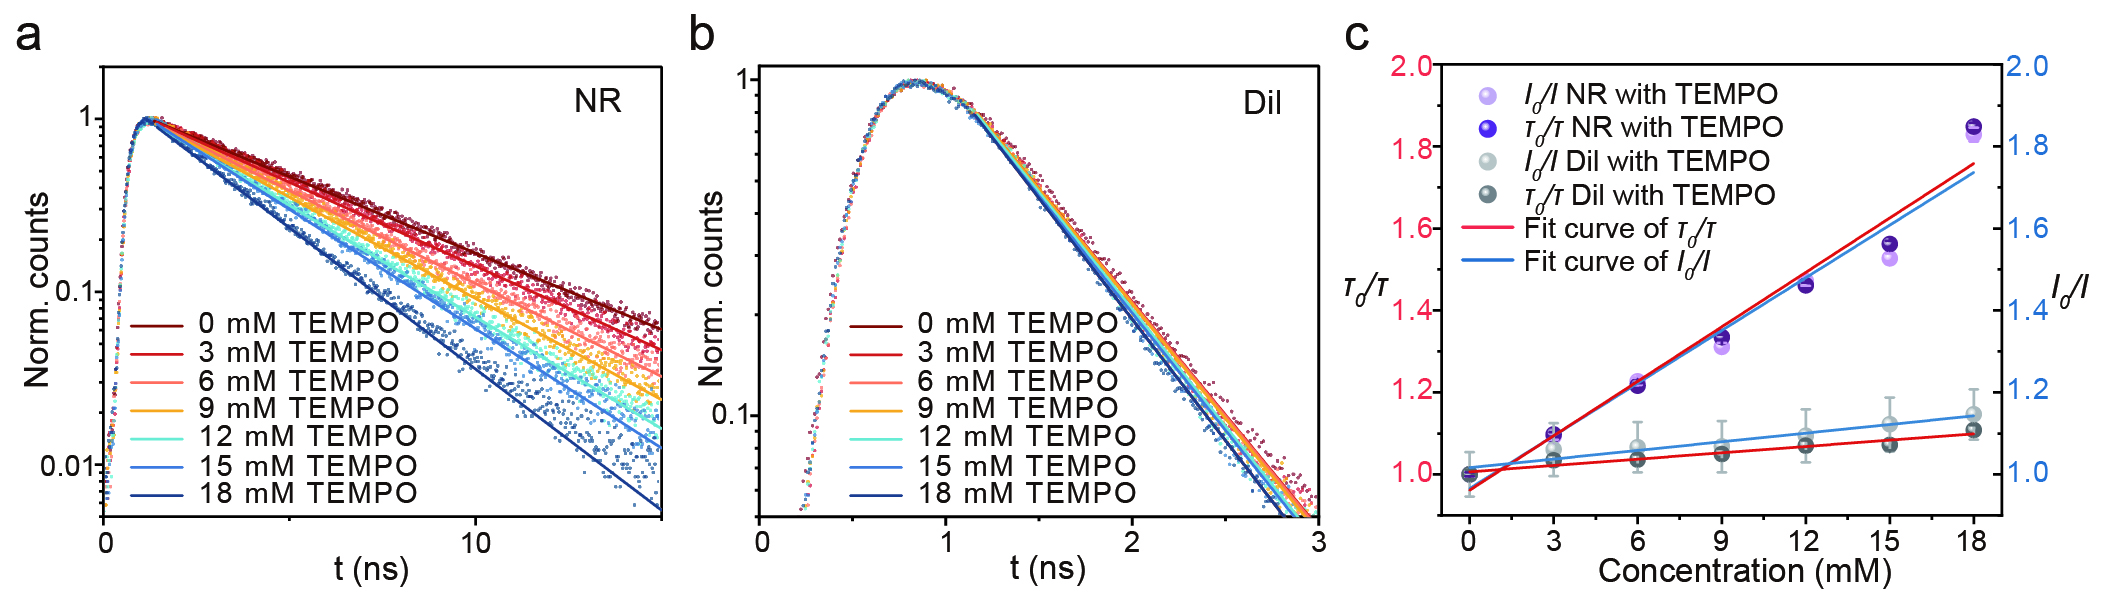 a
NR
1
0.1
0.01
Norm. counts
0 mM TEMPO
3 mM TEMPO
6 mM TEMPO
9 mM TEMPO
12 mM TEMPO
15 mM TEMPO
18 mM TEMPO
0
10
t (ns)
b
DiI
1
0.1
Norm. counts
0 mM TEMPO
3 mM TEMPO
6 mM TEMPO
9 mM TEMPO
12 mM TEMPO
15 mM TEMPO
18 mM TEMPO
0
1
2
3
t (ns)
c
2.0
1.8
1.6
1.4
1.2
1.0
τ0/τ
I0/I NR with TEMPO
τ0/τ NR with TEMPO
I0/I DiI with TEMPO
τ0/τ DiI with TEMPO
Fit curve of τ0/τ
Fit curve of I0/I
2.0
1.8
1.6
1.4
1.2
1.0
I0/I
0
3
6
9
12
15
18
Concentration (mM)